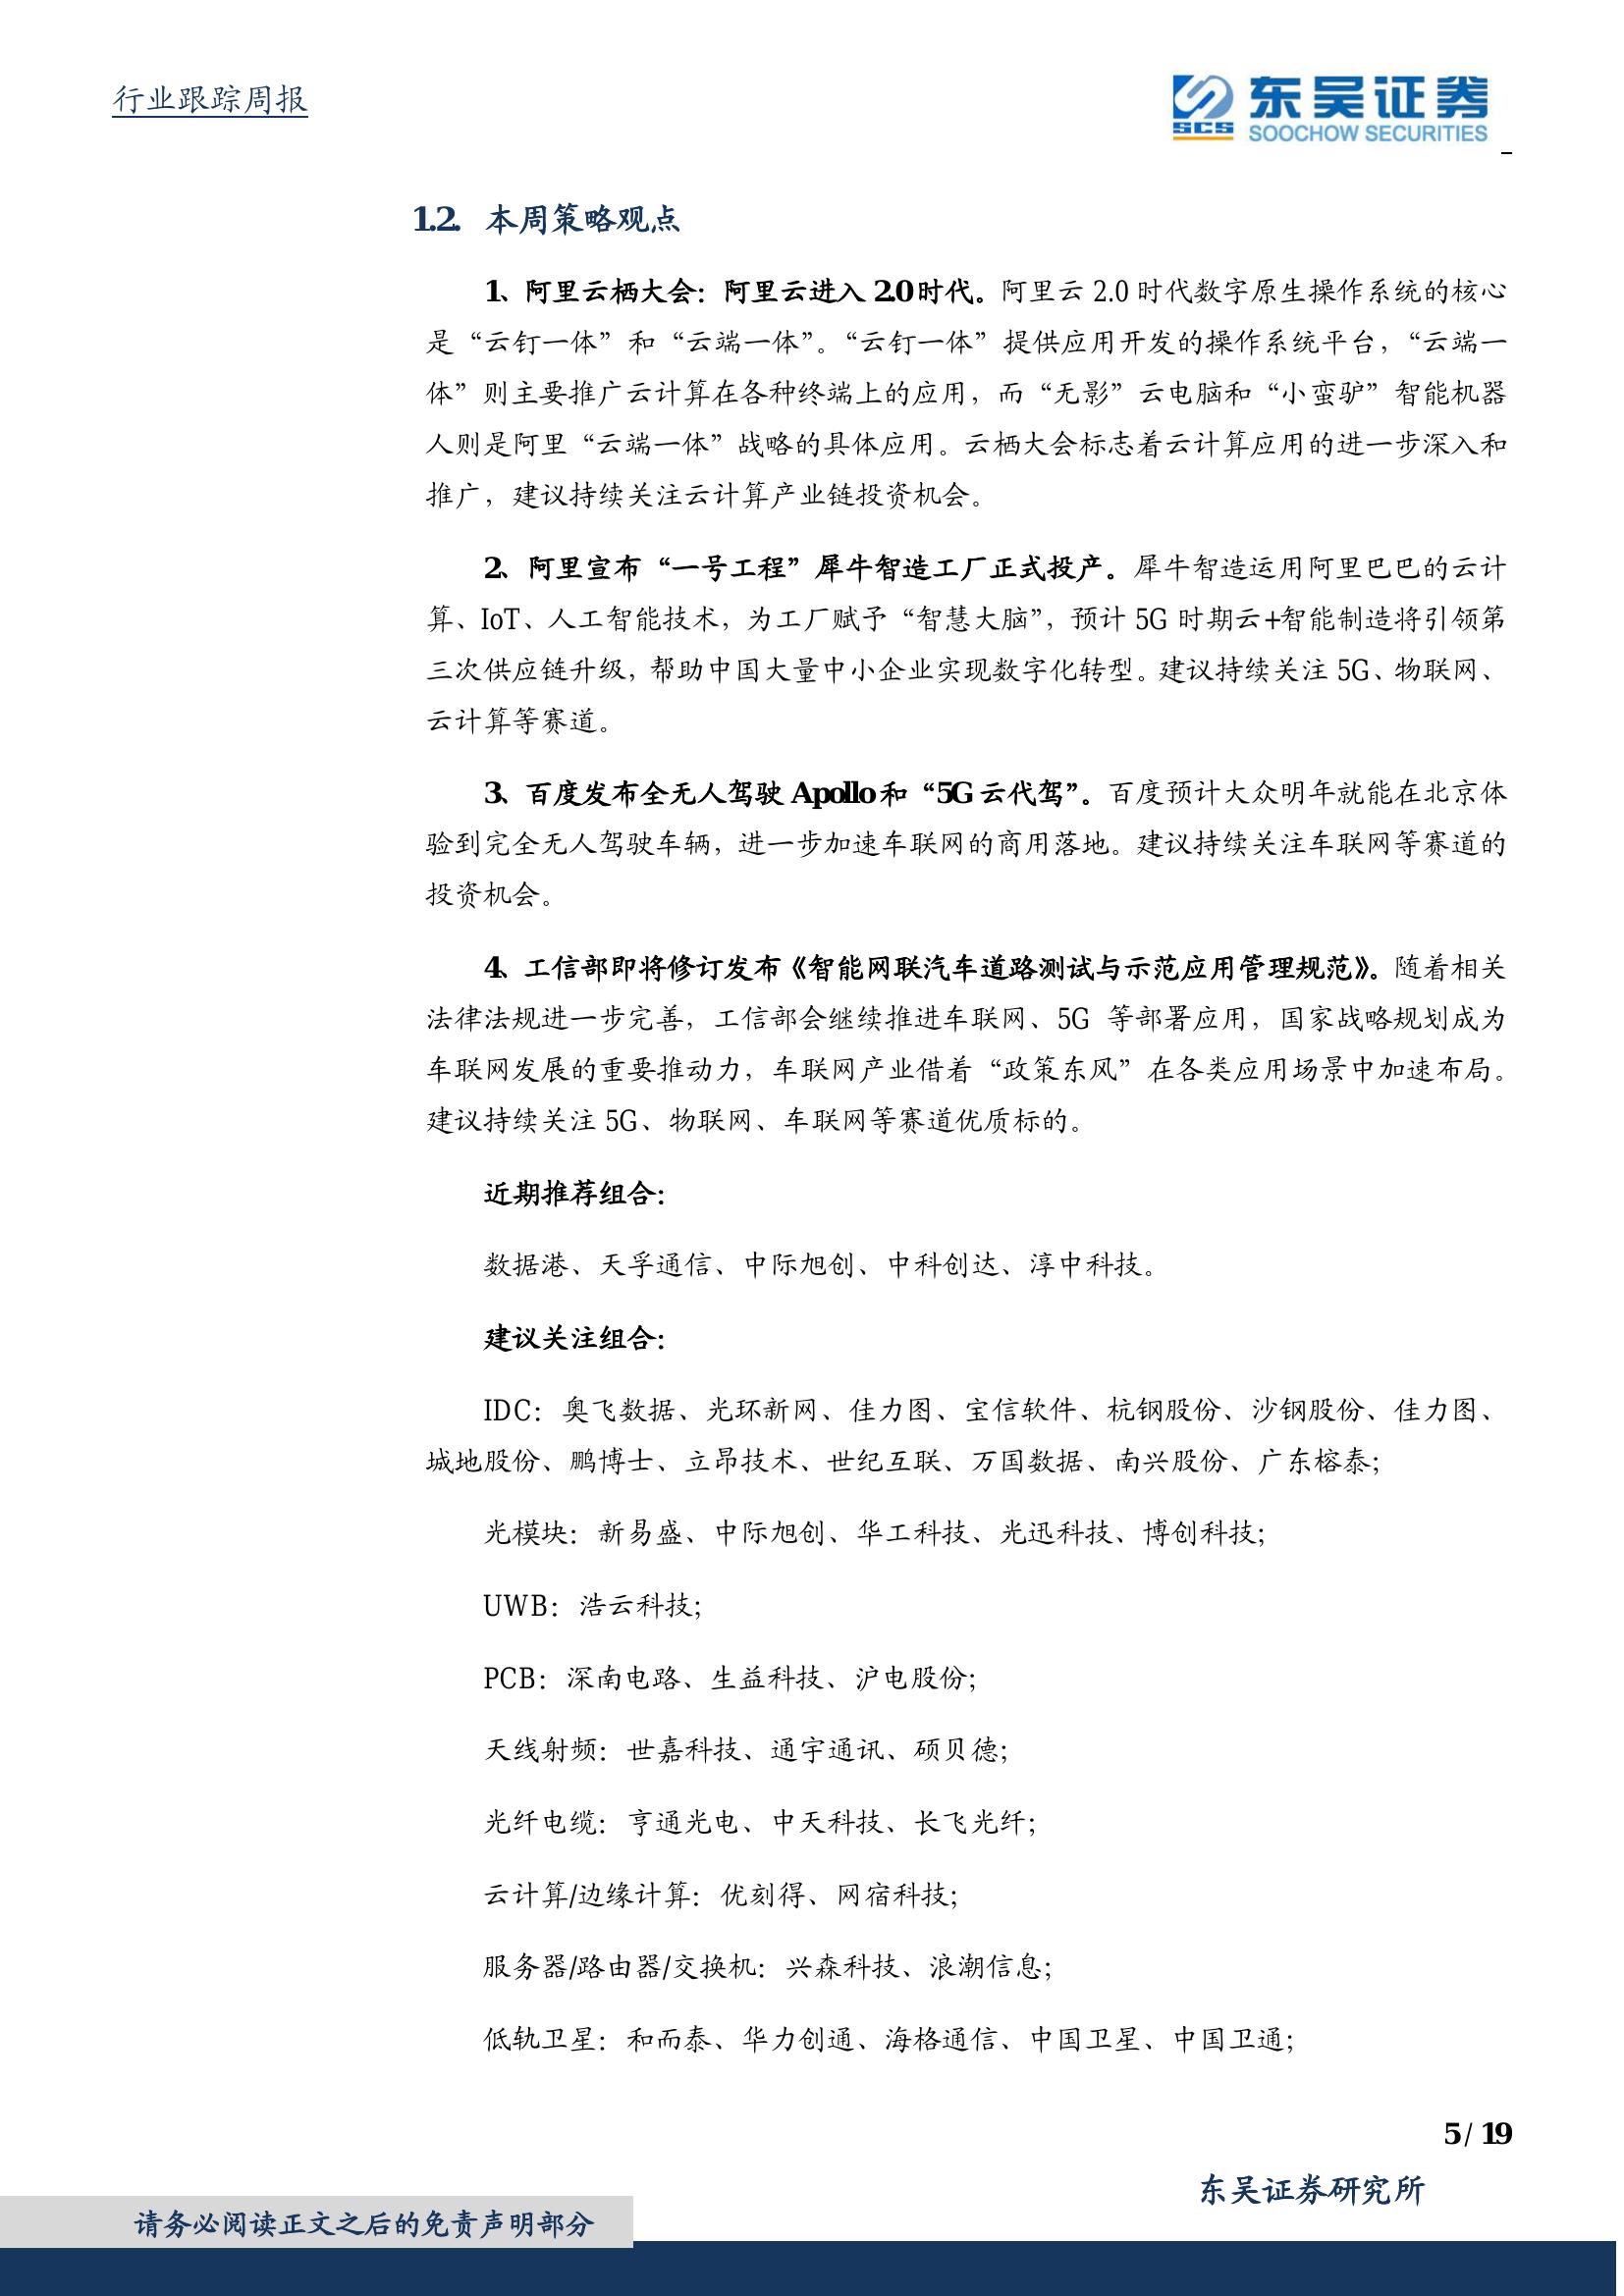 行业跟踪周报
东吴证券
SCS
SOOCHOW SECURITIES
1.2. 本周策略观点
1、阿里云栖大会：阿里云进入 2.0 时代。阿里云 2.0 时代数字原生操作系统的核心
是“云钉一体”和“云端一体”。“云钉一体”提供应用开发的操作系统平台，“云端一
体”则主要推广云计算在各种终端上的应用，而“无影”云电脑和“小蛮驴”智能机器
人则是阿里“云端一体”战略的具体应用。云栖大会标志着云计算应用的进一步深入和
推广，建议持续关注云计算产业链投资机会。
2、阿里宣布“一号工程”犀牛智造工厂正式投产。犀牛智造运用阿里巴巴的云计
算、IoT、人工智能技术，为工厂赋予“智慧大脑”，预计 5G 时期云+智能制造将引领第
三次供应链升级，帮助中国大量中小企业实现数字化转型。建议持续关注 5G、物联网、
云计算等赛道。
3、百度发布全无人驾驶 Apollo 和“5G 云代驾”。百度预计大众明年就能在北京体
验到完全无人驾驶车辆，进一步加速车联网的商用落地。建议持续关注车联网等赛道的
投资机会。
4、工信部即将修订发布《智能网联汽车道路测试与示范应用管理规范》。随着相关
法律法规进一步完善，工信部会继续推进车联网、5G 等部署应用，国家战略规划成为
车联网发展的重要推动力，车联网产业借着“政策东风”在各类应用场景中加速布局。
建议持续关注 5G、物联网、车联网等赛道优质标的。
近期推荐组合：
数据港、天孚通信、中际旭创、中科创达、淳中科技。
建议关注组合：
IDC：奥飞数据、光环新网、佳力图、宝信软件、杭钢股份、沙钢股份、佳力图、
城地股份、鹏博士、立昂技术、世纪互联、万国数据、南兴股份、广东榕泰；
光模块：新易盛、中际旭创、华工科技、光迅科技、博创科技；
UWB：浩云科技；
PCB：深南电路、生益科技、沪电股份；
天线射频：世嘉科技、通宇通讯、硕贝德；
光纤电缆：亨通光电、中天科技、长飞光纤；
云计算/边缘计算：优刻得、网宿科技；
服务器/路由器/交换机：兴森科技、浪潮信息；
低轨卫星：和而泰、华力创通、海格通信、中国卫星、中国卫通；
5 / 19
东吴证券研究所
请务必阅读正文之后的免责声明部分